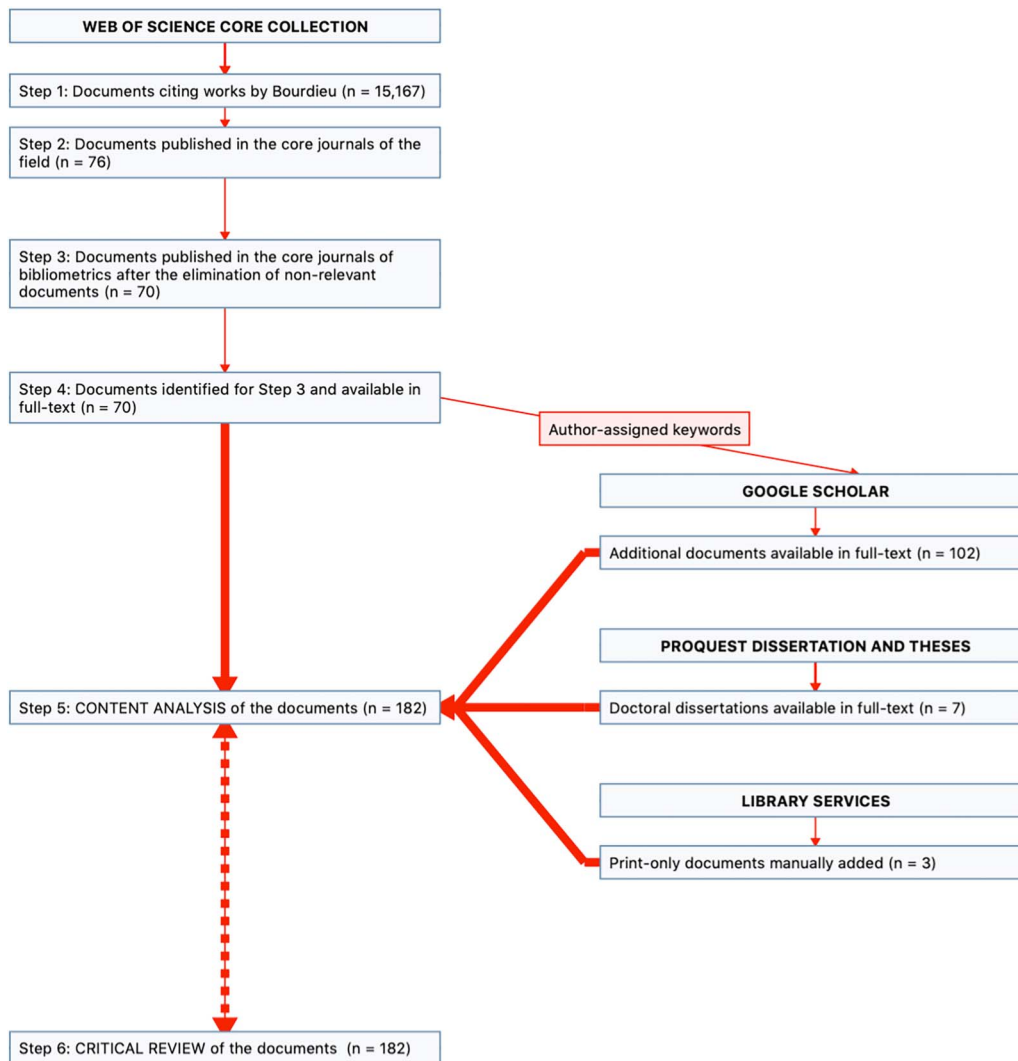 WEB OF SCIENCE CORE COLLECTION
Step 1: Documents citing works by Bourdieu (n = 15,167)
Step 2: Documents published in the core journals of the
field (n = 76)
Step 3: Documents published in the core journals of
bibliometrics after the elimination of non-relevant
documents (n = 70)
Step 4: Documents identified for Step 3 and available in
full-text (n = 70)
Author-assigned keywords
GOOGLE SCHOLAR
Additional documents available in full-text (n = 102)
PROQUEST DISSERTATION AND THESES
Doctoral dissertations available in full-text (n = 7)
Step 5: CONTENT ANALYSIS of the documents (n = 182)
LIBRARY SERVICES
Print-only documents manually added (n = 3)
Step 6: CRITICAL REVIEW of the documents (n = 182)